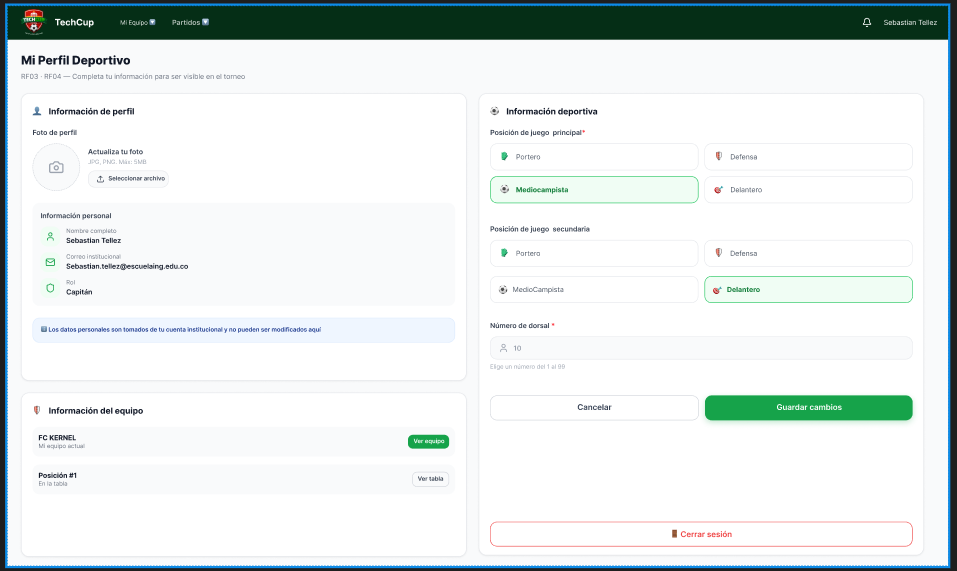 TECHCUP
TechCup
Mi Equipo
Partidos
Sebastian Tellez
Mi Perfil Deportivo
RF03 · RF04 — Completa tu información para ser visible en el torneo
Información de perfil
Foto de perfil
Actualiza tu foto
JPG, PNG. Máx: 5MB
Seleccionar archivo
Información personal
Nombre completo
Sebastian Tellez
Correo institucional
Sebastian.tellez@escuelaing.edu.co
Rol
Capitán
Los datos personales son tomados de tu cuenta institucional y no pueden ser modificados aquí
Información del equipo
FC KERNEL
Mi equipo actual
Ver equipo
Posición #1
En la tabla
Ver tabla
Información deportiva
Posición de juego principal*
Portero
Defensa
Mediocampista
Delantero
Posición de juego secundaria
Portero
Defensa
MedioCampista
Delantero
Número de dorsal *
10
Elige un número del 1 al 99
Cancelar
Guardar cambios
Cerrar sesión